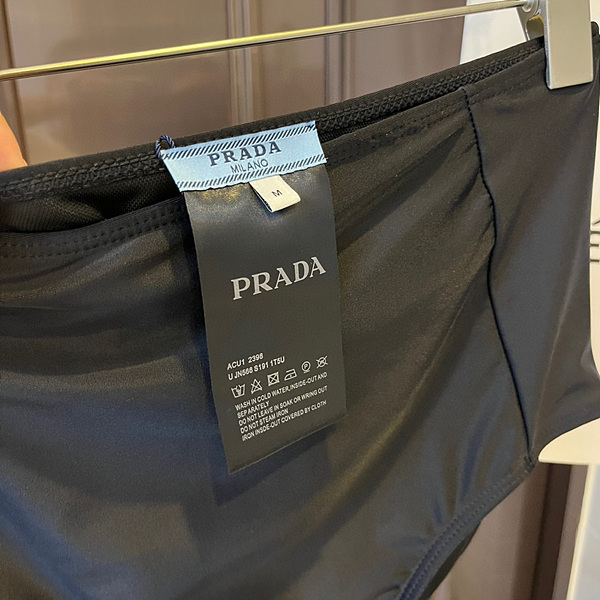 PRADA
MILANO
M
PRADA
ACU1 2398
U JN566 S191 175U
WASH IN COLD WATER, INSIDE-OUT AND
SEPARATELY
DO NOT LEAVE IN SOAK OR WRING OUT
DO NOT STEAM IRON
IRON INSIDE-OUT COVERED BY CLOTH